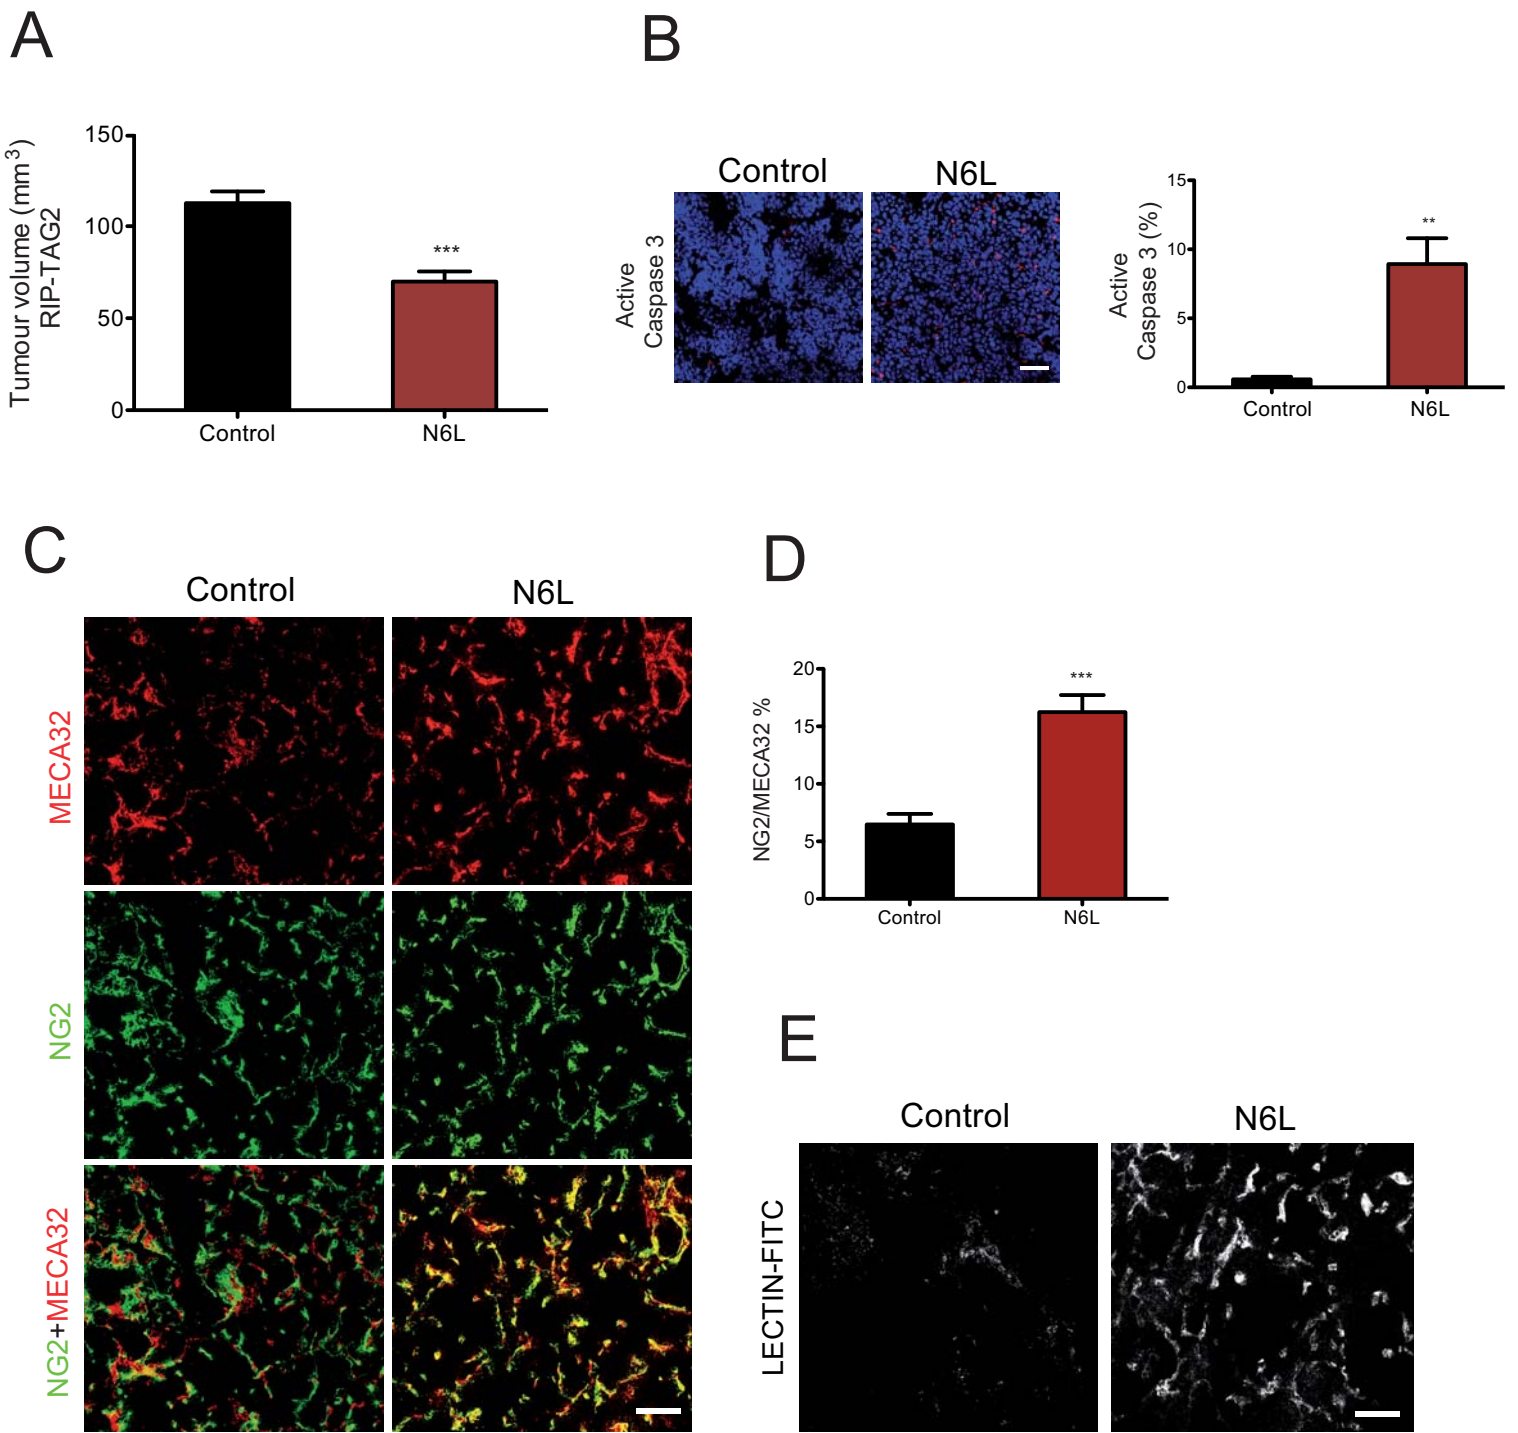 A
Tumour volume (mm³)
RIP-TAG2
150
100
50
0
***
Control
N6L
B
Control
N6L
Active
Caspase 3
Active
Caspase 3 (%)
15
10
5
0
**
Control
N6L
C
Control
N6L
MECA32
NG2
NG2+MECA32
D
NG2/MECA32 %
20
15
10
5
0
***
Control
N6L
E
Control
N6L
LECTIN-FITC